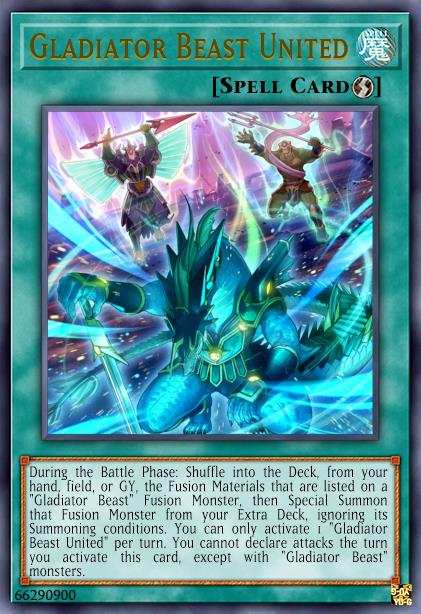 GLADIATOR BEAST UNITED
SPELL
魔
[SPELL CARD]
During the Battle Phase: Shuffle into the Deck, from your
hand, field, or GY, the Fusion Materials that are listed on a
"Gladiator Beast" Fusion Monster, then Special Summon
that Fusion Monster from your Extra Deck, ignoring its
Summoning conditions. You can only activate 1 "Gladiator
Beast United" per turn. You cannot declare attacks the turn
you activate this card, except with "Gladiator Beast"
monsters.
66290900